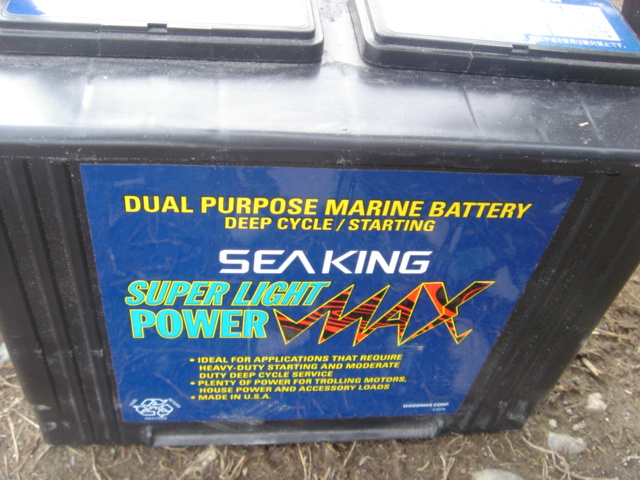 DUAL PURPOSE MARINE BATTERY
DEEP CYCLE / STARTING
SEA KING
SUPER LIGHT
POWER MAX
• IDEAL FOR APPLICATIONS THAT REQUIRE
HEAVY-DUTY STARTING AND MODERATE
DUTY DEEP CYCLE SERVICE
• PLENTY OF POWER FOR TROLLING MOTORS,
HOUSE POWER AND ACCESSORY LOADS
• MADE IN U.S.A.